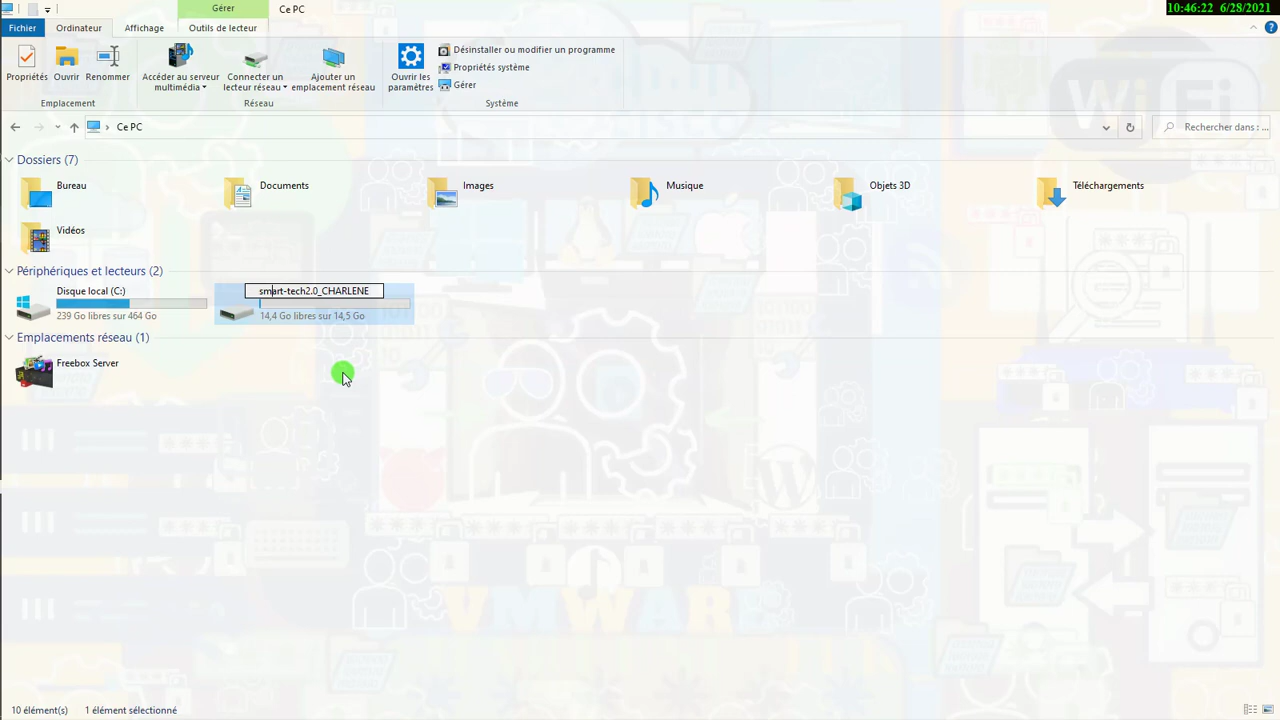 Gérer
Ce PC
10:46:22 6/28/2021
Fichier
Ordinateur
Affichage
Outils de lecteur
Propriétés
Ouvrir
Renommer
Accéder au serveur
multimédia
Connecter un
lecteur réseau
Ajouter un
emplacement réseau
Ouvrir les
paramètres
Désinstaller ou modifier un programme
Propriétés système
Gérer
Emplacement
Réseau
Système
Ce PC
Rechercher dans : ...
WiFi
Dossiers (7)
Bureau
Documents
Images
Musique
Objets 3D
Téléchargements
Vidéos
Périphériques et lecteurs (2)
Disque local (C:)
239 Go libres sur 464 Go
smart-tech2.0_CHARLENE
14,4 Go libres sur 14,5 Go
Emplacements réseau (1)
Freebox Server
VMWARE
10 élément(s)
1 élément sélectionné